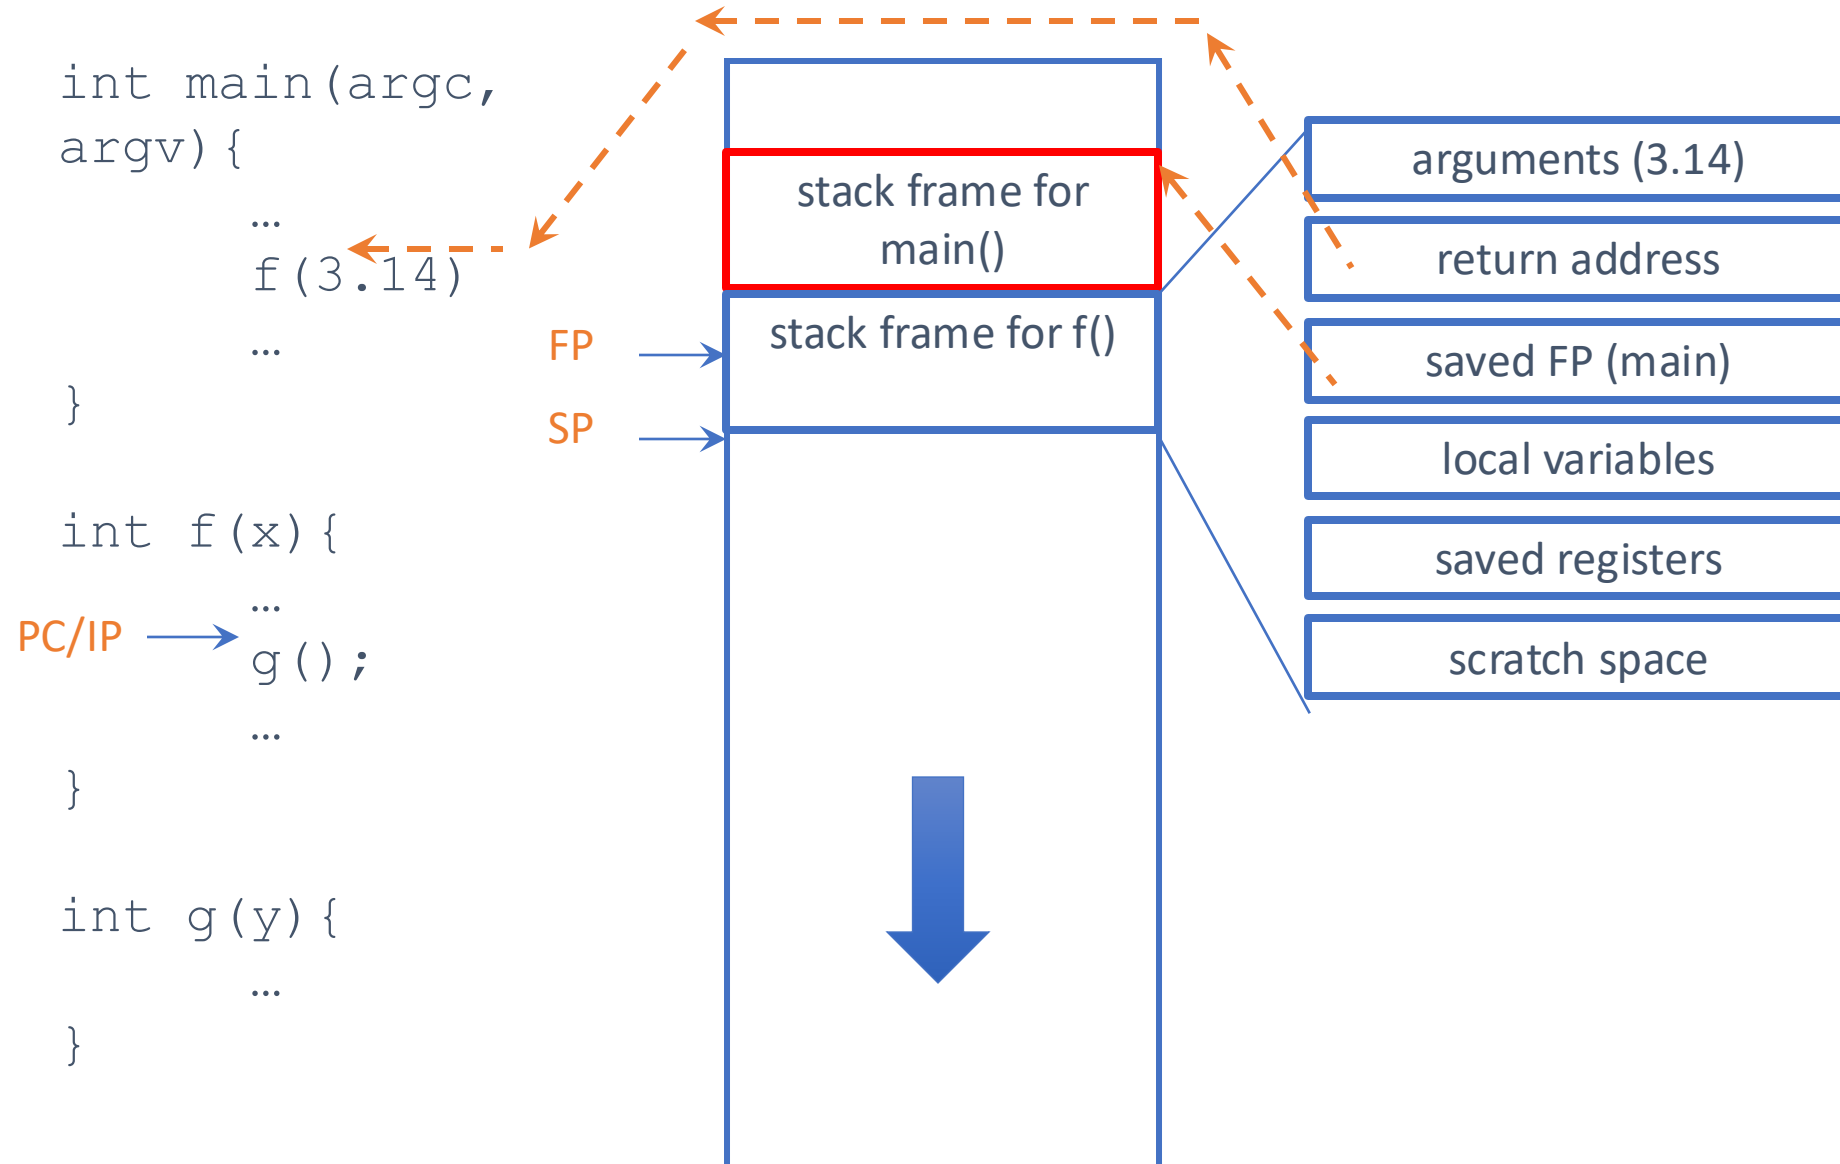 int main(argc,
argv){
…
f(3.14)
…
}
int f(x){
…
g();
…
}
int g(y){
…
}
PC/IP
FP
SP
stack frame for
main()
stack frame for f()
arguments (3.14)
return address
saved FP (main)
local variables
saved registers
scratch space